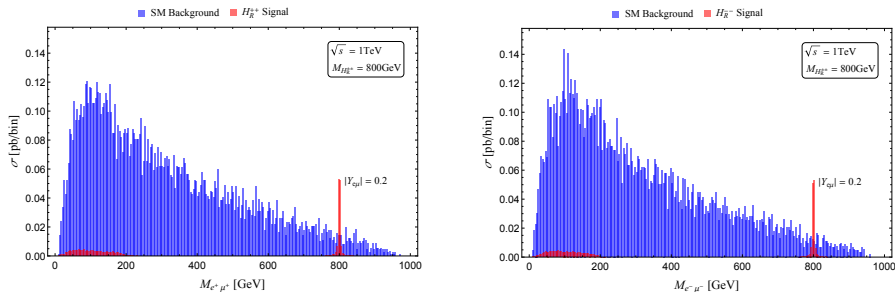 SM Background H_R^{++} Signal
√s = 1TeV
M_{H_R^{±±}} = 800GeV
|Y_{eμ}| = 0.2
σ [pb/bin]
0.14
0.12
0.10
0.08
0.06
0.04
0.02
0.00
0 200 400 600 800 1000
M_{e⁺μ⁺} [GeV]
SM Background H_R^{--} Signal
√s = 1TeV
M_{H_R^{±±}} = 800GeV
|Y_{eμ}| = 0.2
σ [pb/bin]
0.14
0.12
0.10
0.08
0.06
0.04
0.02
0.00
0 200 400 600 800 1000
M_{e⁻μ⁻} [GeV]